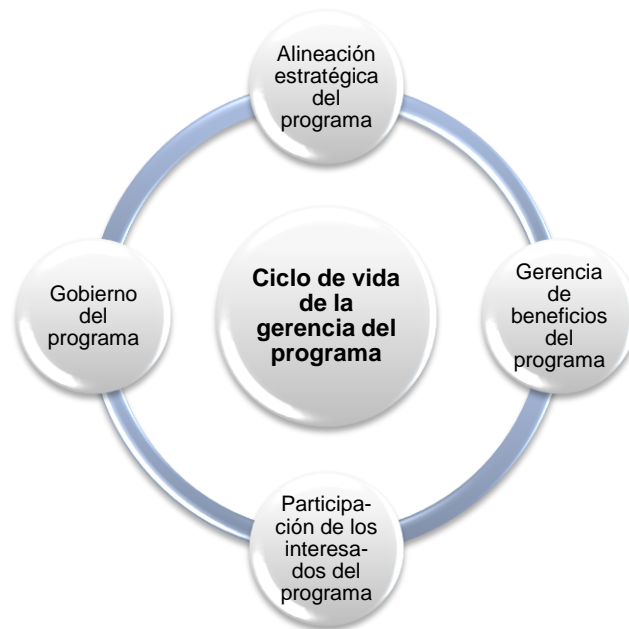 Alineación
estratégica
del
programa
Ciclo de vida
de la
gerencia del
programa
Gerencia
de
beneficios
del
programa
Gobierno
del
programa
Participa-
ción de los
interesa-
dos del
programa